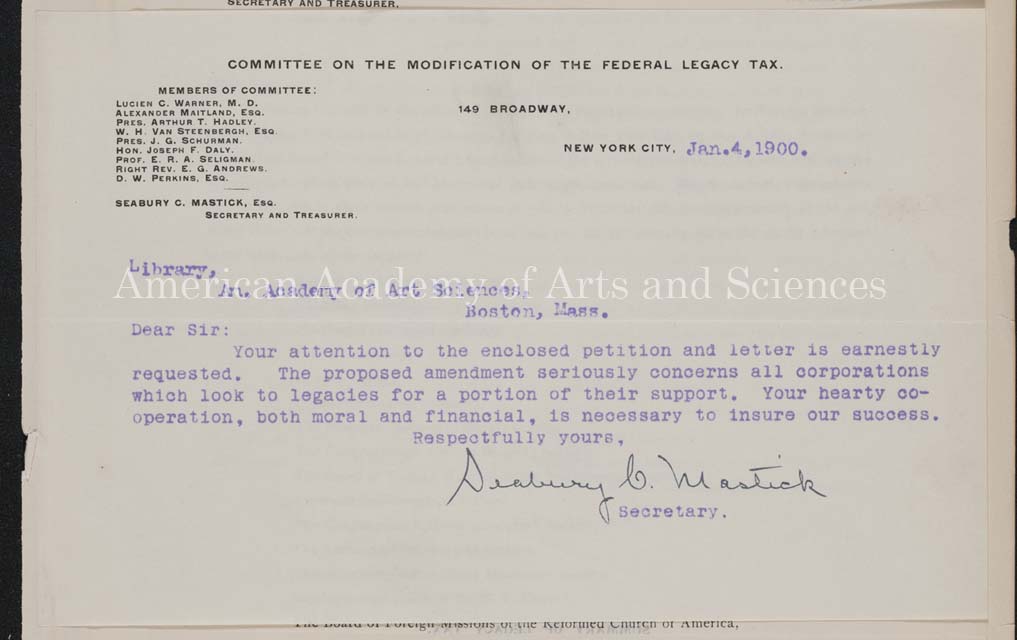 SECRETARY AND TREASURER.
COMMITTEE ON THE MODIFICATION OF THE FEDERAL LEGACY TAX.
MEMBERS OF COMMITTEE:
LUCIEN C. WARNER, M. D.
ALEXANDER MAITLAND, ESQ.
PRES. ARTHUR T. HADLEY.
W. H. VAN STEENBERGH, ESQ.
PRES. J. G. SCHURMAN.
HON. JOSEPH F. DALY.
PROF. E. R. A. SELIGMAN.
RIGHT REV. E. G. ANDREWS.
D. W. PERKINS, ESQ.
SEABURY C. MASTICK, ESQ.
SECRETARY AND TREASURER.
149 BROADWAY,
NEW YORK CITY, Jan.4,1900.
Library,
Am. Academy of Art Sciences,
American Academy of Arts and Sciences
Boston, Mass.
Dear Sir:
Your attention to the enclosed petition and letter is earnestly
requested. The proposed amendment seriously concerns all corporations
which look to legacies for a portion of their support. Your hearty co-
operation, both moral and financial, is necessary to insure our success.
Respectfully yours,
Seabury C. Mastick
Secretary.
The Board of Foreign Missions of the Reformed Church of America,